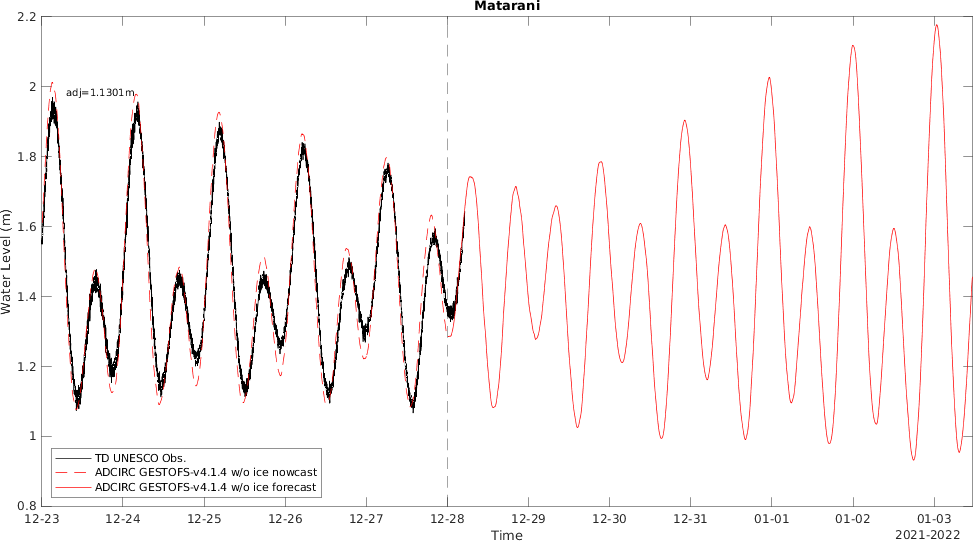 Matarani
2.2
2
1.8
1.6
1.4
1.2
1
0.8
Water Level (m)
adj=1.1301m
TD UNESCO Obs.
ADCIRC GESTOFS-v4.1.4 w/o ice nowcast
ADCIRC GESTOFS-v4.1.4 w/o ice forecast
12-23 12-24 12-25 12-26 12-27 12-28 12-29 12-30 12-31 01-01 01-02 01-03
Time
2021-2022